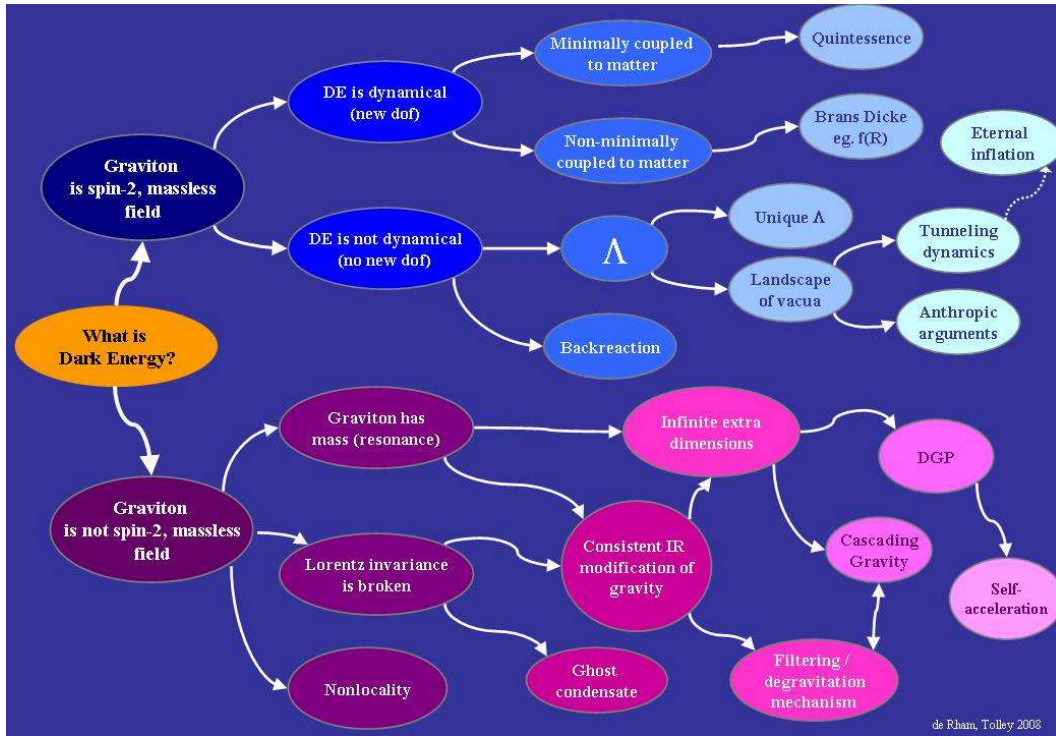 Minimally coupled
to matter
Quintessence
DE is dynamical
(new dof)
Non-minimally
coupled to matter
Brans Dicke
eg. f(R)
Eternal
inflation
Graviton
is spin-2, massless
field
DE is not dynamical
(no new dof)
Λ
Unique Λ
Tunneling
dynamics
Landscape
of vacua
Anthropic
arguments
What is
Dark Energy?
Backreaction
Graviton has
mass (resonance)
Infinite extra
dimensions
DGP
Graviton
is not spin-2, massless
field
Lorentz invariance
is broken
Consistent IR
modification of
gravity
Cascading
Gravity
Self-
acceleration
Nonlocality
Ghost
condensate
Filtering /
degravitation
mechanism
de Rham, Tolley 2008